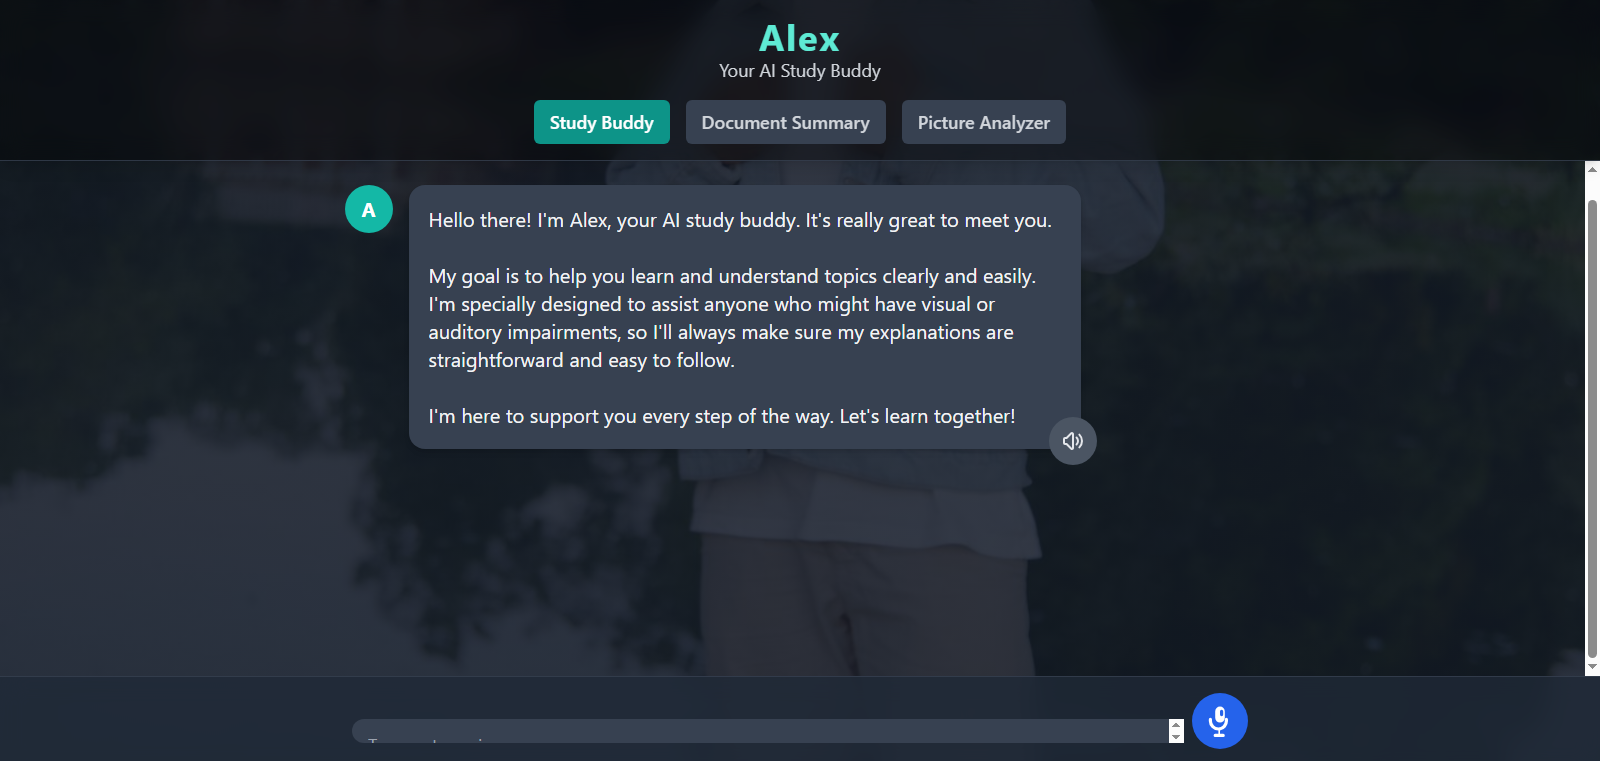 Alex
Your AI Study Buddy
Study Buddy
Document Summary
Picture Analyzer
A
Hello there! I'm Alex, your AI study buddy. It's really great to meet you.
My goal is to help you learn and understand topics clearly and easily.
I'm specially designed to assist anyone who might have visual or
auditory impairments, so I'll always make sure my explanations are
straightforward and easy to follow.
I'm here to support you every step of the way. Let's learn together!